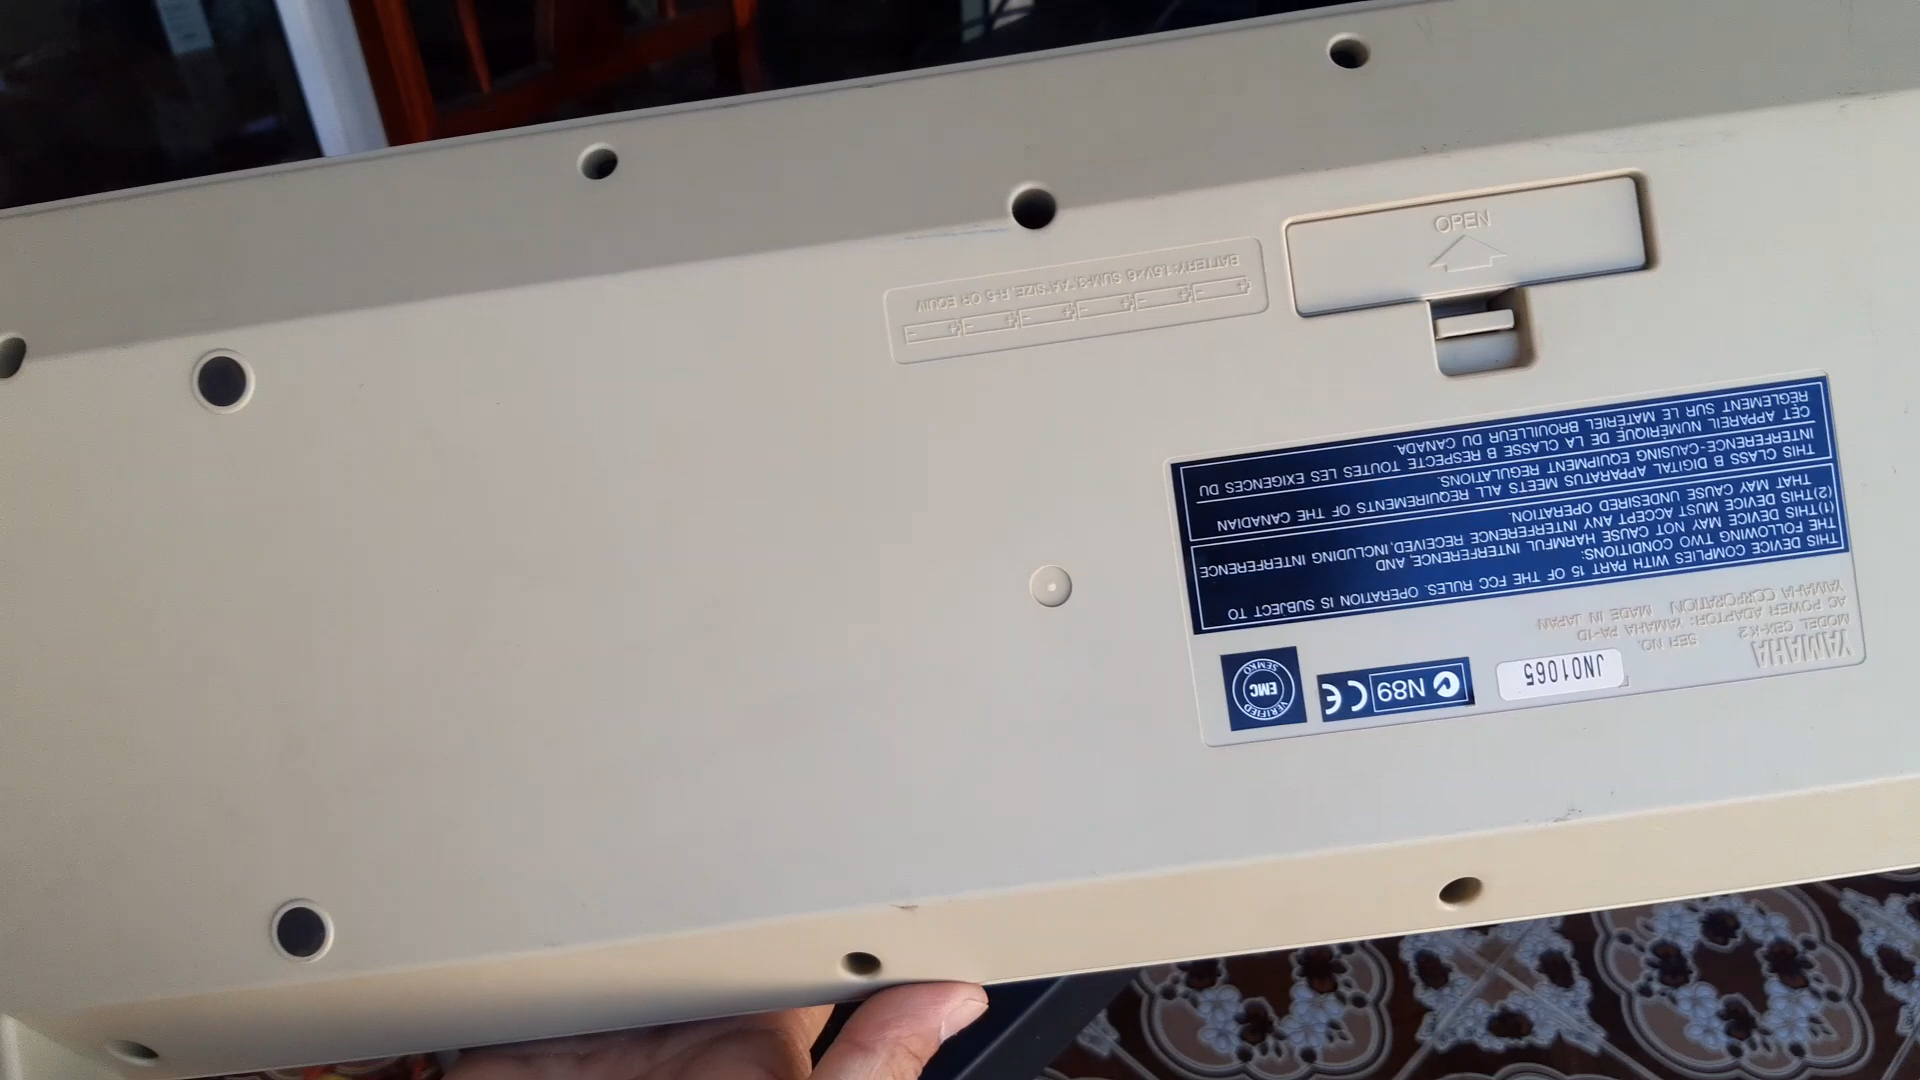 OPEN
BATTERY: 1.5V×6 SUM-3, "AA" SIZE, R-6 OR EQUIV
YAMAHA
MODEL CBX-K2
SER NO.
JN01065
AC POWER ADAPTOR: YAMAHA PA-1D
YAMAHA CORPORATION MADE IN JAPAN
N89
CE
VERIFIED
EMC
SEMKO
THIS DEVICE COMPLIES WITH PART 15 OF THE FCC RULES. OPERATION IS SUBJECT TO
THE FOLLOWING TWO CONDITIONS:
(1)THIS DEVICE MAY NOT CAUSE HARMFUL INTERFERENCE, AND
(2)THIS DEVICE MUST ACCEPT ANY INTERFERENCE RECEIVED, INCLUDING INTERFERENCE
THAT MAY CAUSE UNDESIRED OPERATION.
THIS CLASS B DIGITAL APPARATUS MEETS ALL REQUIREMENTS OF THE CANADIAN
INTERFERENCE-CAUSING EQUIPMENT REGULATIONS.
CET APPAREIL NUMÉRIQUE DE LA CLASSE B RESPECTE TOUTES LES EXIGENCES DU
RÈGLEMENT SUR LE MATÉRIEL BROUILLEUR DU CANADA.